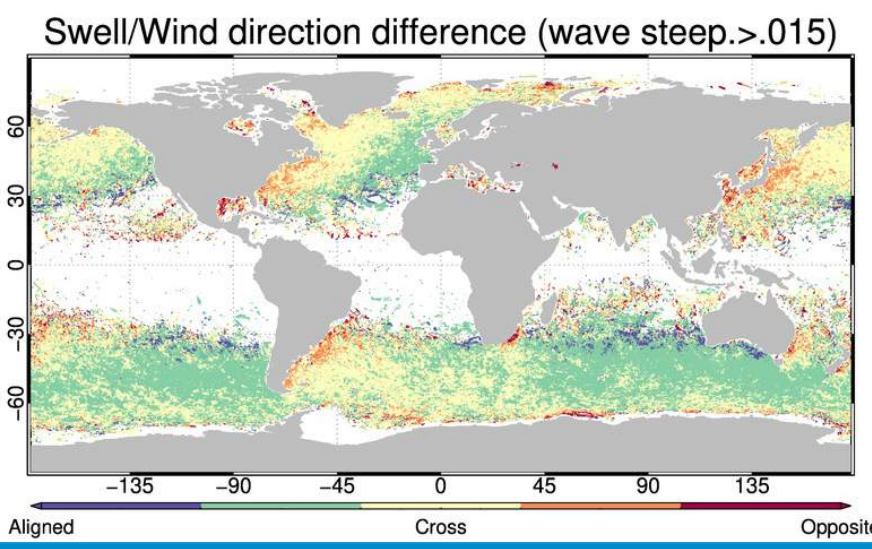 Swell/Wind direction difference (wave steep.>.015)
60
30
0
−30
−60
−135 −90 −45 0 45 90 135
Aligned Cross Opposite